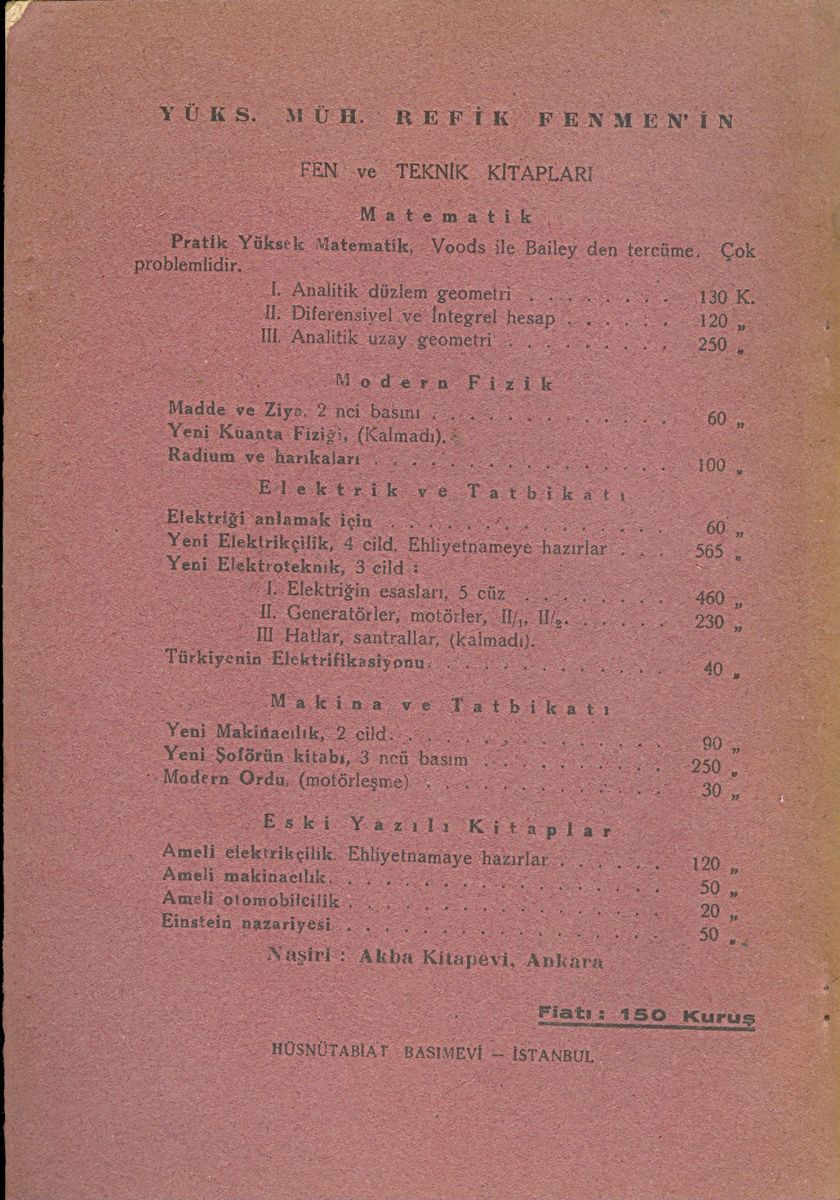 YÜKS. MÜH. REFİK FENMEN'İN
FEN ve TEKNİK KİTAPLARI
Matematik
Pratik Yüksek Matematik, Voods ile Bailey den tercüme. Çok
problemlidir.
I. Analitik düzlem geometri . . . . . . . . 130 K.
II. Diferensiyel ve İntegrel hesap . . . . . . 120 „
III. Analitik uzay geometri . . . . . . . . . 250 „
Modern Fizik
Madde ve Ziya, 2 nci basını . . . . . . . . . . . . 60 „
Yeni Kuanta Fiziği, (Kalmadı).
Radium ve harikaları . . . . . . . . . . . . . . . 100 „
Elektrik ve Tatbikatı
Elektriği anlamak için . . . . . . . . . . . . . . 60 „
Yeni Elektrikçilik, 4 cild, Ehliyetnameye hazırlar . . . 565 „
Yeni Elektroteknik, 3 cild :
I. Elektriğin esasları, 5 cüz . . . . . . . . 460 „
II. Generatörler, motörler, II/1, II/2. . . . . . 230 „
III Hatlar, santrallar, (kalmadı).
Türkiyenin Elektrifikasiyonu. . . . . . . . . . . . 40 „
Makina ve Tatbikatı
Yeni Makinacılık, 2 cild. . . . . . . . . . . . . . 90 „
Yeni Şoförün kitabı, 3 ncü basım . . . . . . . . . 250 „
Modern Ordu, (motörleşme) . . . . . . . . . . . . 30 „
Eski Yazılı Kitaplar
Ameli elektrikçilik. Ehliyetnamaye hazırlar . . . . . . 120 „
Ameli makinacılık. . . . . . . . . . . . . . . . . 50 „
Ameli otomobilcilik . . . . . . . . . . . . . . . . 20 „
Einstein nazariyesi . . . . . . . . . . . . . . . . 50 „
Naşiri : Akba Kitapevi, Ankara
Fiatı : 150 Kuruş
HÜSNÜTABİAT BASIMEVİ — İSTANBUL